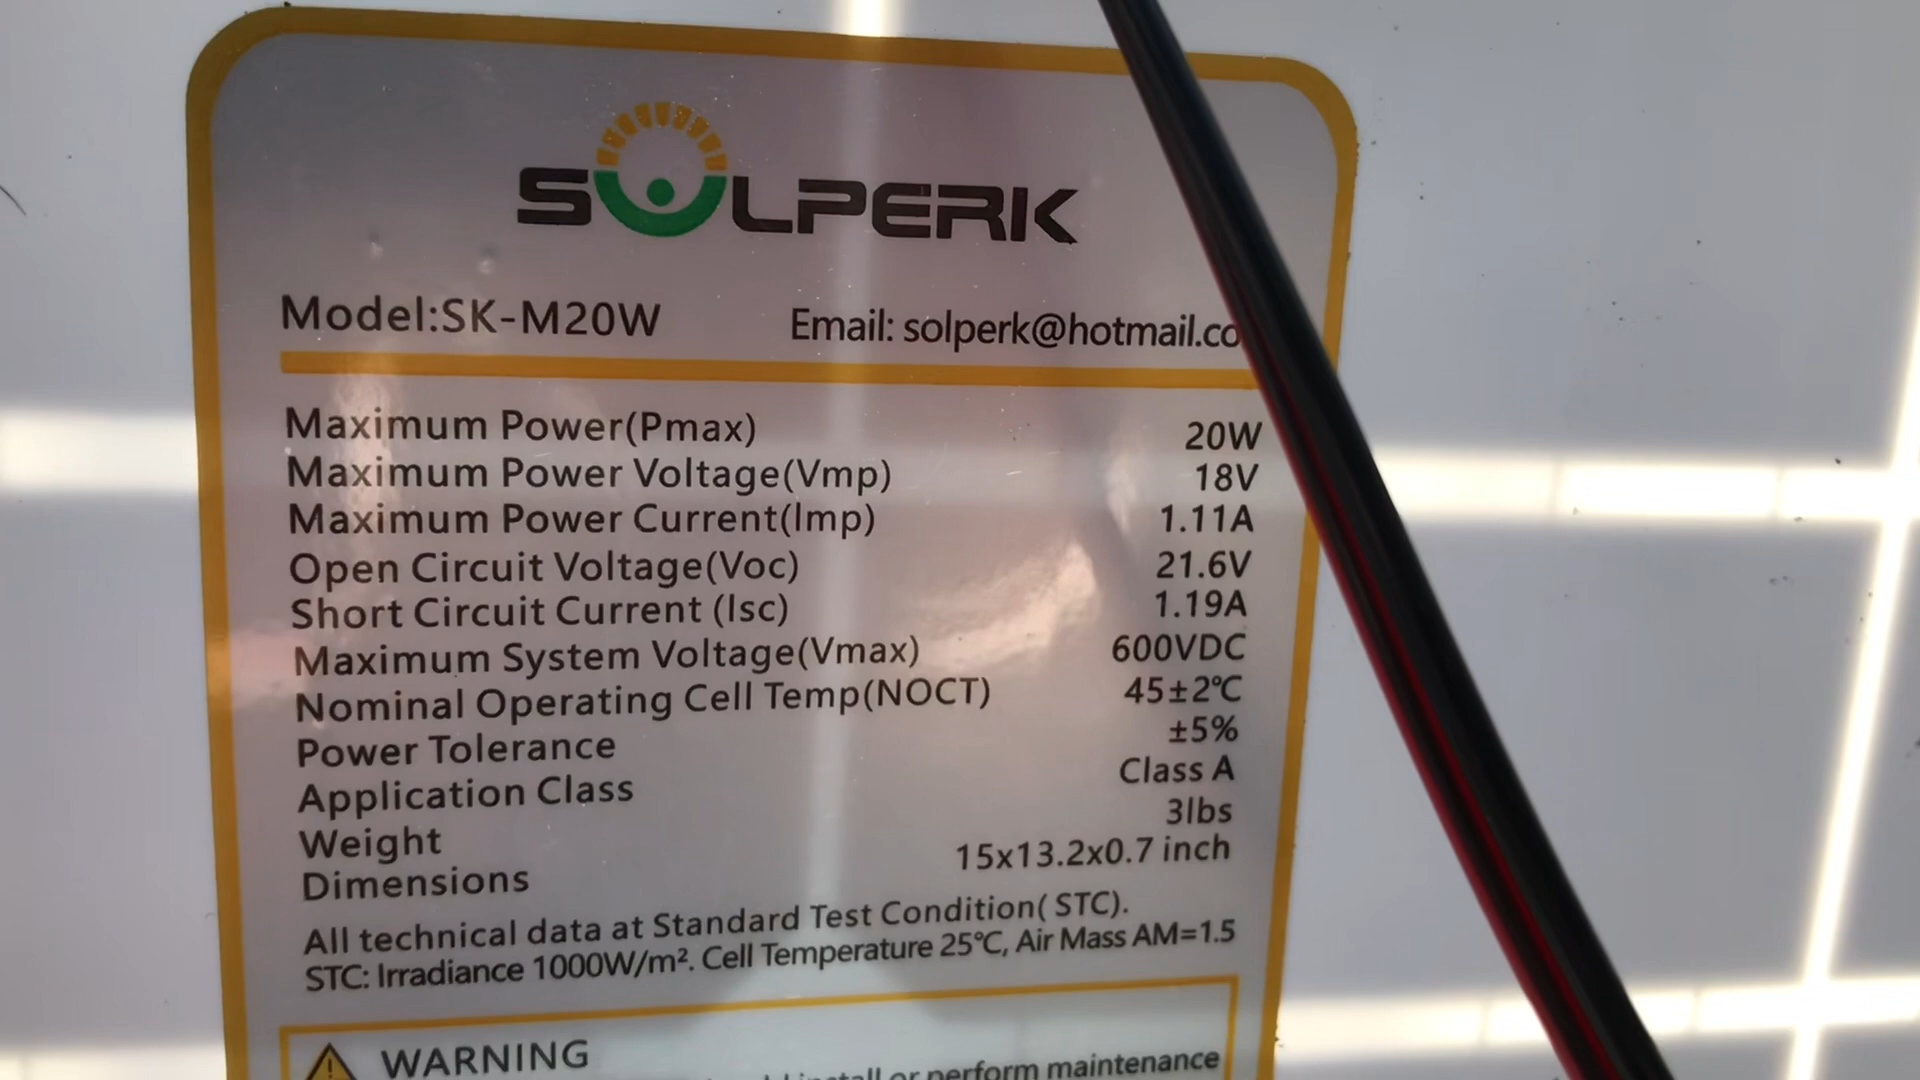 SOLPERK
Model:SK-M20W Email: solperk@hotmail.co
Maximum Power(Pmax) 20W
Maximum Power Voltage(Vmp) 18V
Maximum Power Current(Imp) 1.11A
Open Circuit Voltage(Voc) 21.6V
Short Circuit Current (Isc) 1.19A
Maximum System Voltage(Vmax) 600VDC
Nominal Operating Cell Temp(NOCT) 45±2℃
Power Tolerance ±5%
Application Class Class A
Weight 3lbs
Dimensions 15x13.2x0.7 inch
All technical data at Standard Test Condition( STC).
STC: Irradiance 1000W/m². Cell Temperature 25℃, Air Mass AM=1.5
WARNING
install or perform maintenance